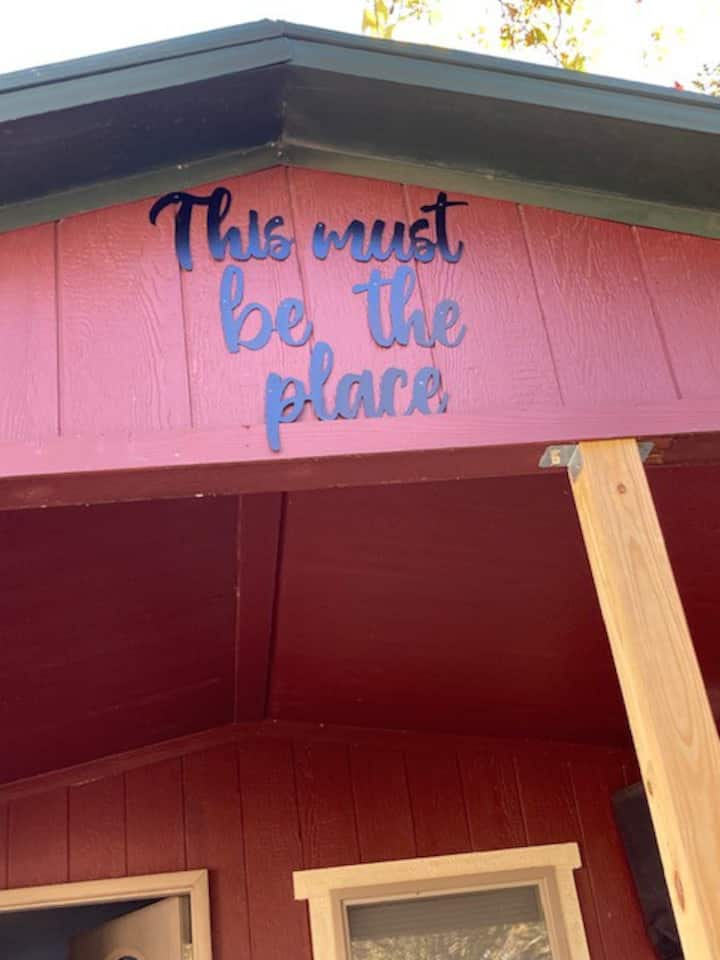 This must
be the
place